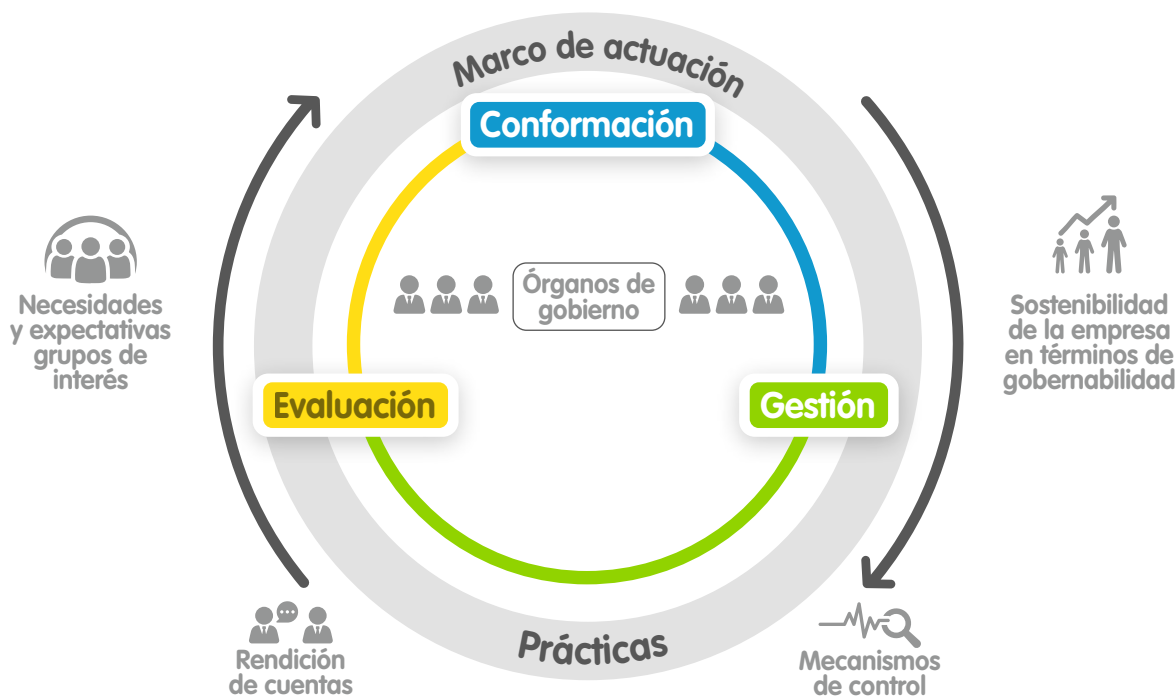 Marco de actuación
Conformación
Órganos de
gobierno
Necesidades
y expectativas
grupos de
interés
Sostenibilidad
de la empresa
en términos de
gobernabilidad
Evaluación
Gestión
Prácticas
Rendición
de cuentas
Mecanismos
de control